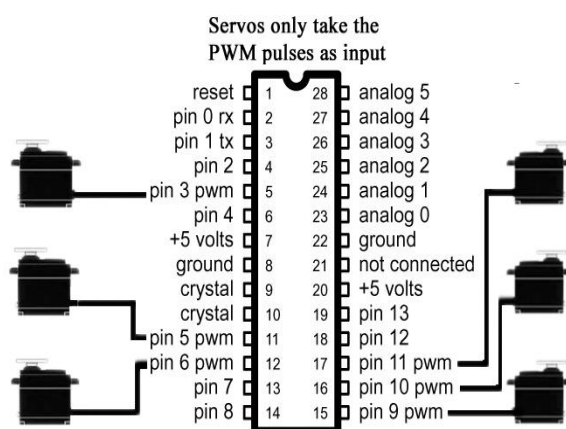 Servos only take the
PWM pulses as input
reset 1 28 analog 5
pin 0 rx 2 27 analog 4
pin 1 tx 3 26 analog 3
pin 2 4 25 analog 2
pin 3 pwm 5 24 analog 1
pin 4 6 23 analog 0
+5 volts 7 22 ground
ground 8 21 not connected
crystal 9 20 +5 volts
crystal 10 19 pin 13
pin 5 pwm 11 18 pin 12
pin 6 pwm 12 17 pin 11 pwm
pin 7 13 16 pin 10 pwm
pin 8 14 15 pin 9 pwm